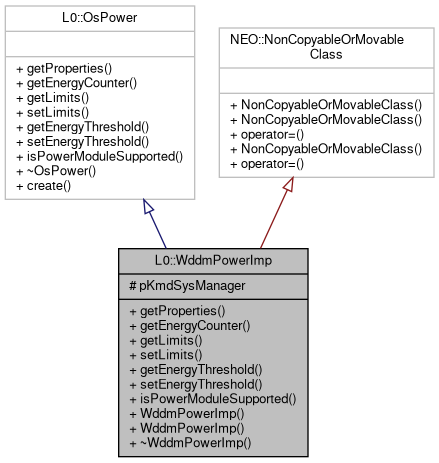 L0::OsPower
+ getProperties()
+ getEnergyCounter()
+ getLimits()
+ setLimits()
+ getEnergyThreshold()
+ setEnergyThreshold()
+ isPowerModuleSupported()
+ ~OsPower()
+ create()
NEO::NonCopyableOrMovable
Class
+ NonCopyableOrMovableClass()
+ NonCopyableOrMovableClass()
+ operator=()
+ NonCopyableOrMovableClass()
+ operator=()
L0::WddmPowerImp
# pKmdSysManager
+ getProperties()
+ getEnergyCounter()
+ getLimits()
+ setLimits()
+ getEnergyThreshold()
+ setEnergyThreshold()
+ isPowerModuleSupported()
+ WddmPowerImp()
+ WddmPowerImp()
+ ~WddmPowerImp()